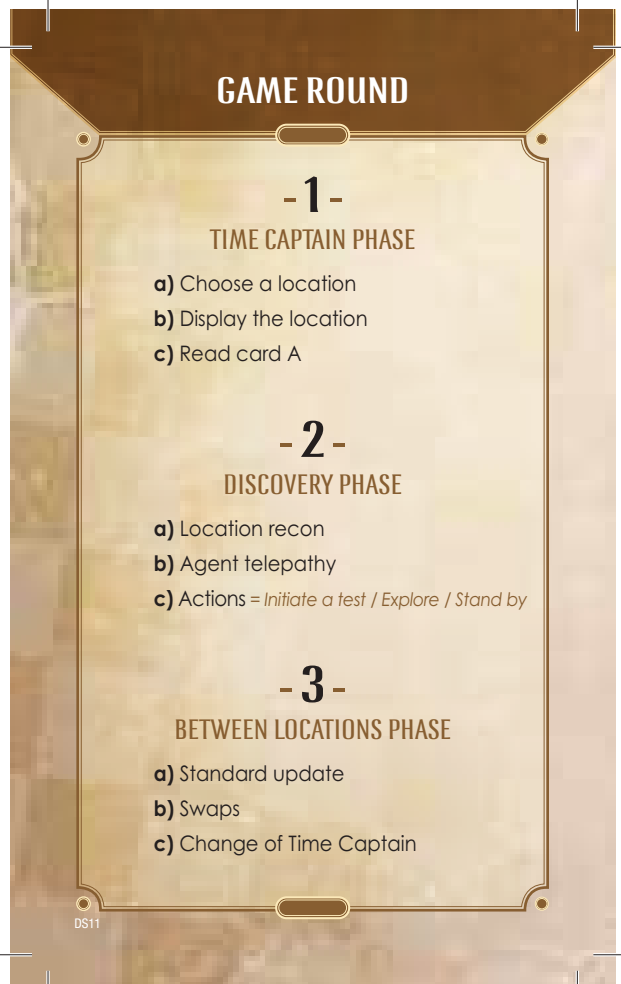 GAME ROUND
- 1 -
TIME CAPTAIN PHASE
a) Choose a location
b) Display the location
c) Read card A
- 2 -
DISCOVERY PHASE
a) Location recon
b) Agent telepathy
c) Actions = Initiate a test / Explore / Stand by
- 3 -
BETWEEN LOCATIONS PHASE
a) Standard update
b) Swaps
c) Change of Time Captain
DS11